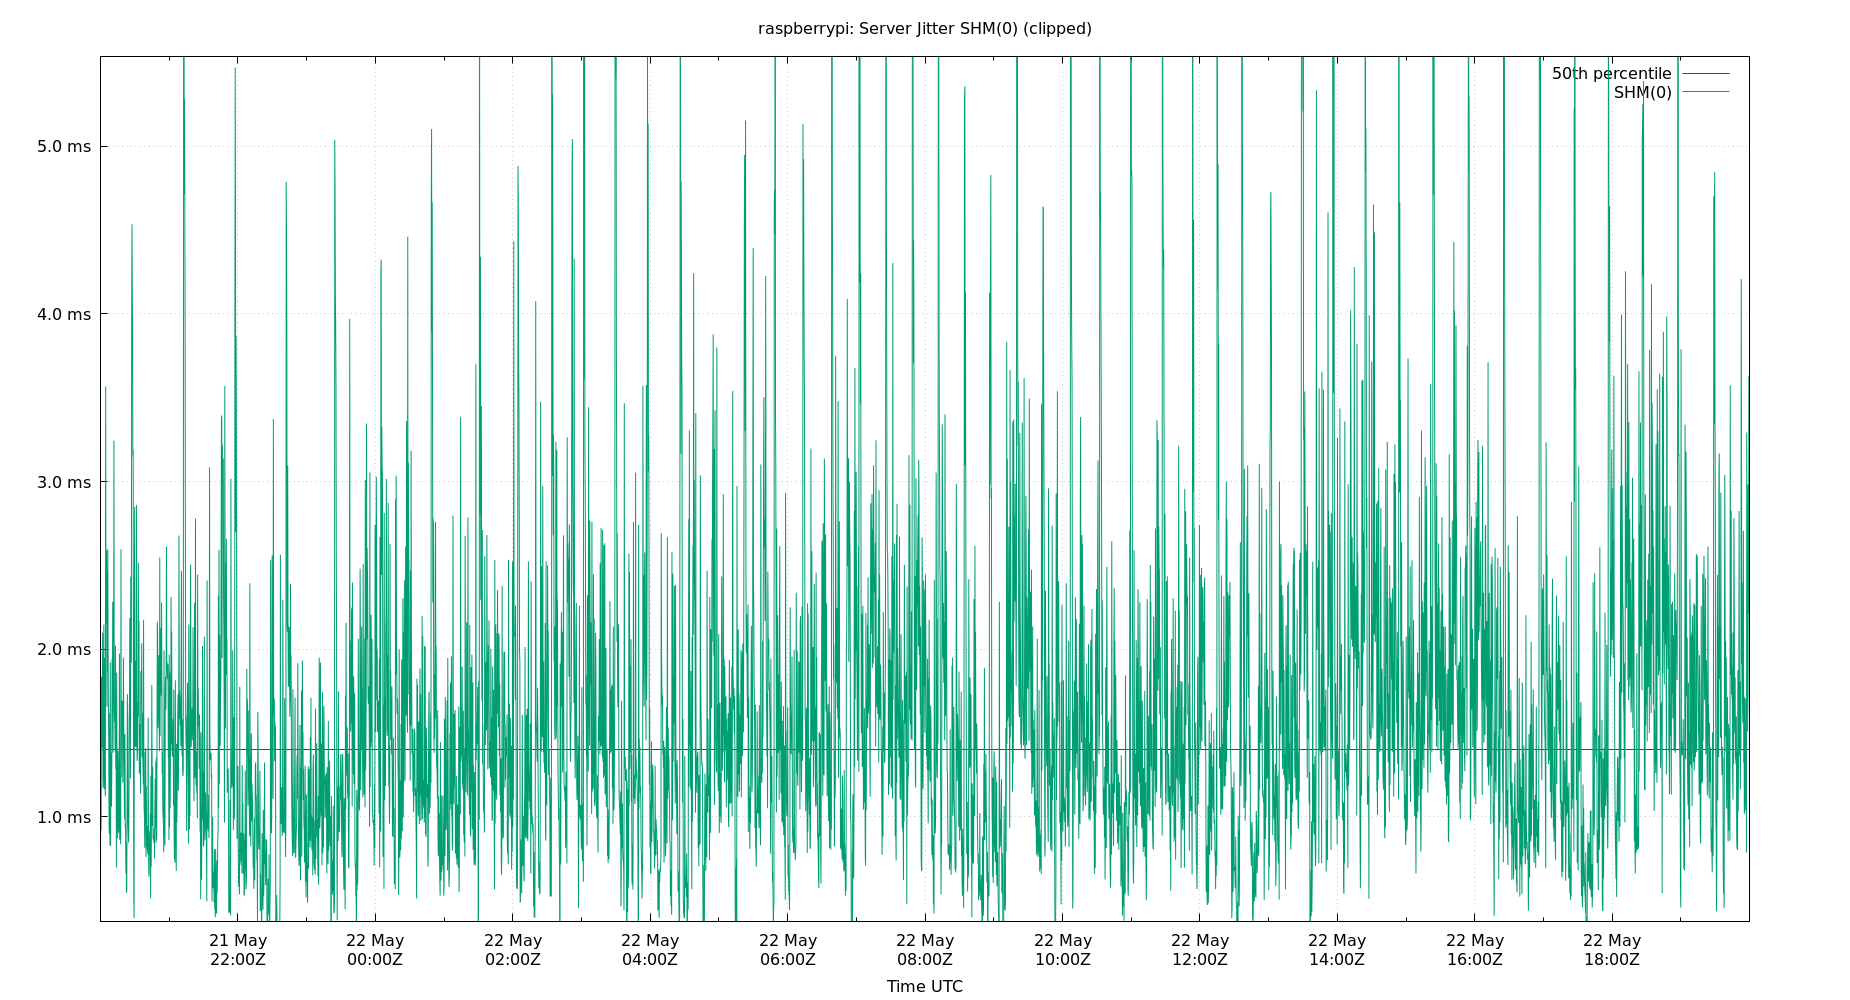 raspberrypi: Server Jitter SHM(0) (clipped)
50th percentile
SHM(0)
5.0 ms
4.0 ms
3.0 ms
2.0 ms
1.0 ms
21 May 22 May 22 May 22 May 22 May 22 May 22 May 22 May 22 May 22 May 22 May
22:00Z 00:00Z 02:00Z 04:00Z 06:00Z 08:00Z 10:00Z 12:00Z 14:00Z 16:00Z 18:00Z
Time UTC